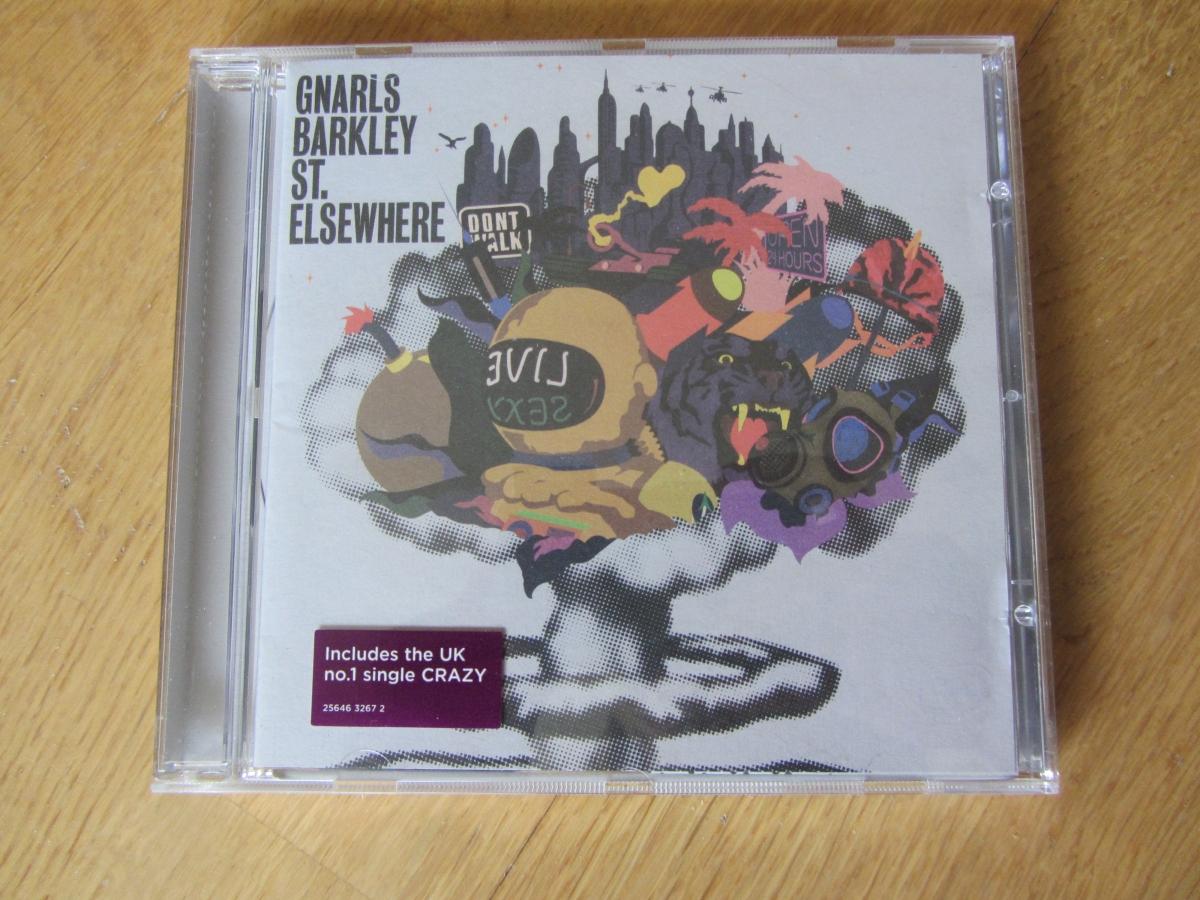 GNARLS
BARKLEY
ST.
ELSEWHERE
DONT
WALK
OPEN
24 HOURS
LIVE
SEXY
Includes the UK
no.1 single CRAZY
25646 3267 2